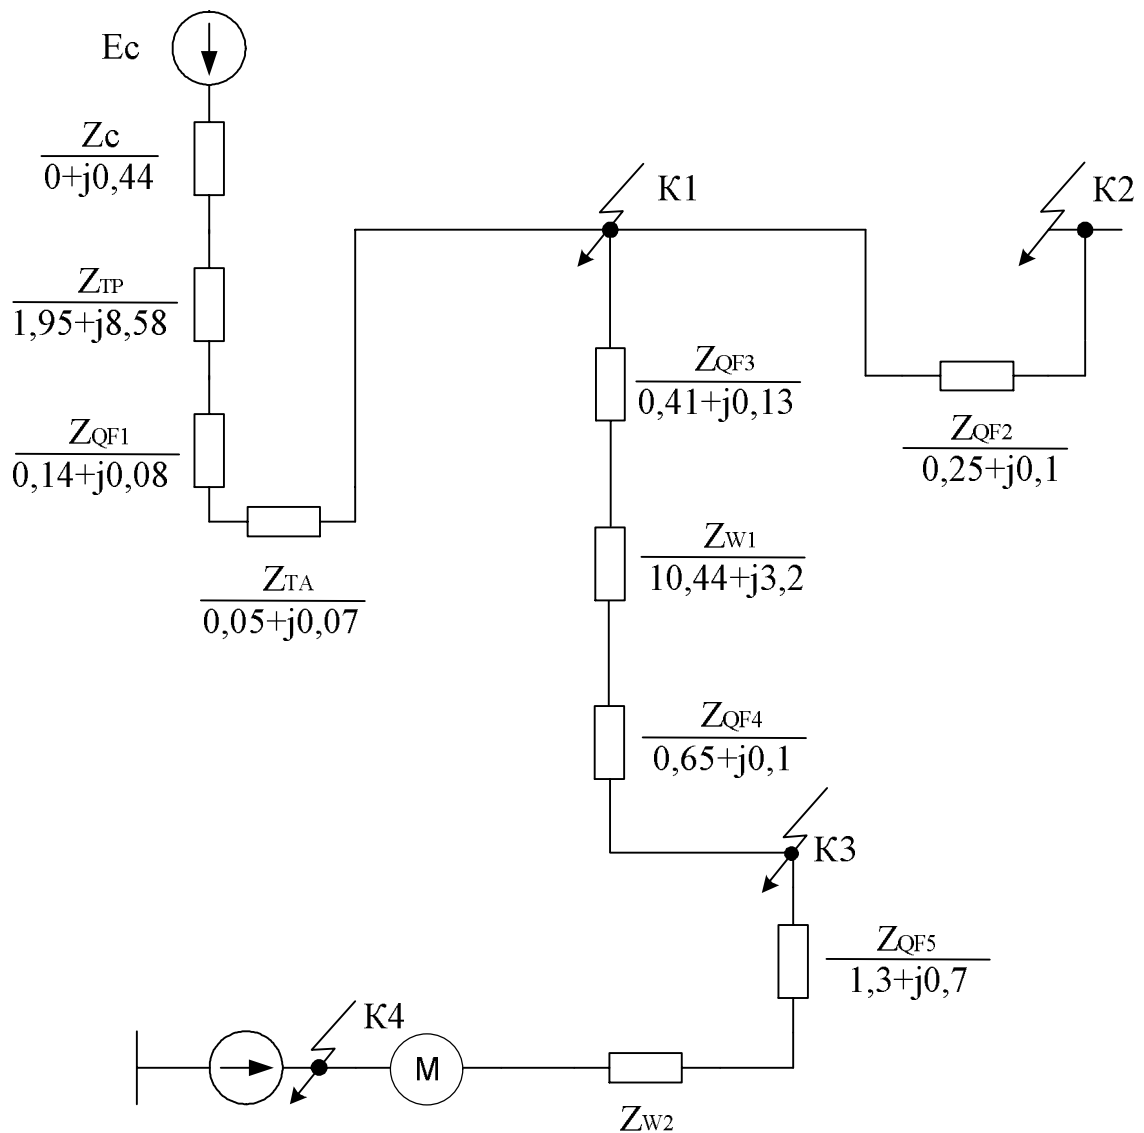 Ec
Zc
0+j0,44
ZТР
1,95+j8,58
ZQF1
0,14+j0,08
ZTA
0,05+j0,07
К1
К2
ZQF3
0,41+j0,13
ZQF2
0,25+j0,1
ZW1
10,44+j3,2
ZQF4
0,65+j0,1
К3
ZQF5
1,3+j0,7
К4
М
ZW2